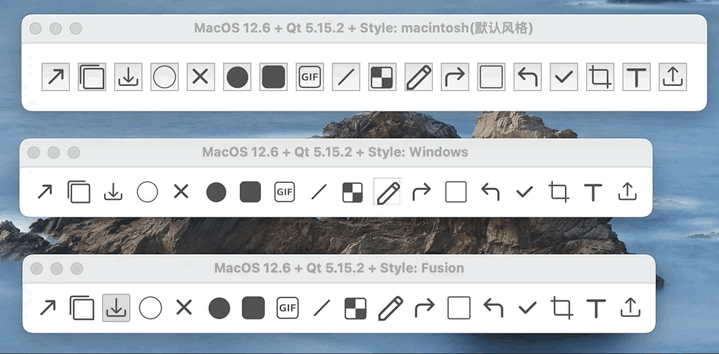 MacOS 12.6 + Qt 5.15.2 + Style: macintosh(默认风格)
GIF
T
MacOS 12.6 + Qt 5.15.2 + Style: Windows
GIF
T
MacOS 12.6 + Qt 5.15.2 + Style: Fusion
GIF
T